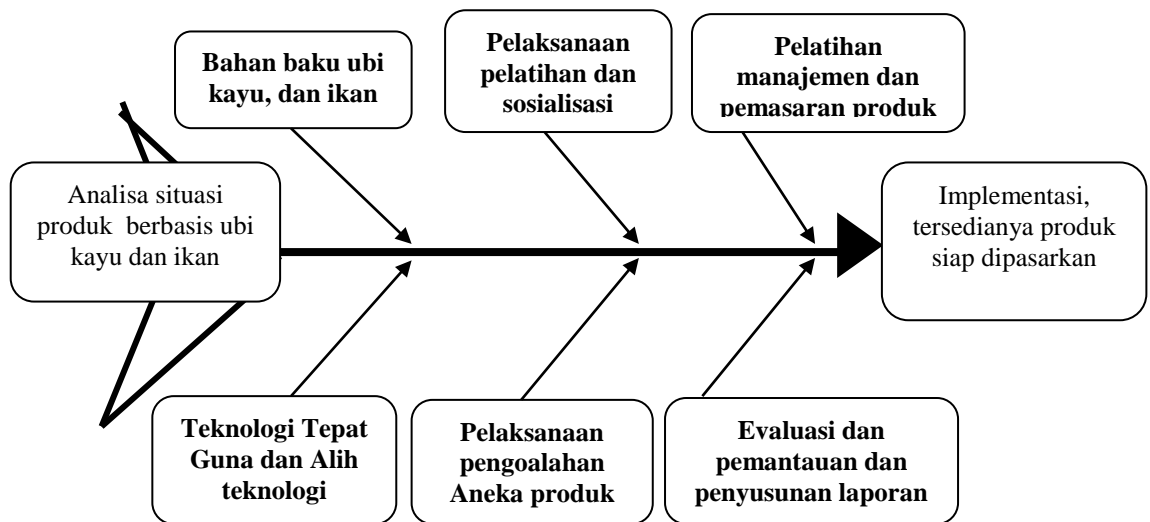 Bahan baku ubi
kayu, dan ikan
Pelaksanaan
pelatihan dan
sosialisasi
Pelatihan
manajemen dan
pemasaran produk
Analisa situasi
produk berbasis ubi
kayu dan ikan
Implementasi,
tersedianya produk
siap dipasarkan
Teknologi Tepat
Guna dan Alih
teknologi
Pelaksanaan
pengoalahan
Aneka produk
Evaluasi dan
pemantauan dan
penyusunan laporan